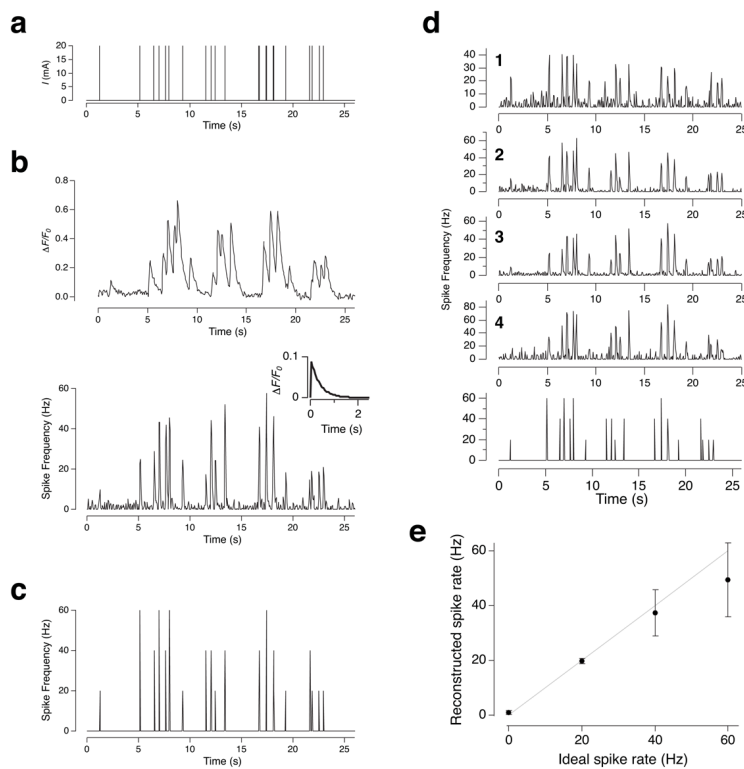 a
I (mA)
20
15
10
5
0
0 5 10 15 20 25
Time (s)
b
ΔF/F0
0.8
0.6
0.4
0.2
0.0
0 5 10 15 20 25
Time (s)
0.1
0
ΔF/F0
0 2
Time (s)
Spike Frequency (Hz)
60
40
20
0
0 5 10 15 20 25
Time (s)
c
Spike Frequency (Hz)
60
40
20
0
0 5 10 15 20 25
Time (s)
d
Spike Frequency (Hz)
1
40
30
20
10
0
0 5 10 15 20 25
2
60
40
20
0
0 5 10 15 20 25
3
60
40
20
0
0 5 10 15 20 25
4
80
60
40
20
0
0 5 10 15 20 25
60
40
20
0
0 5 10 15 20 25
Time (s)
e
Reconstructed spike rate (Hz)
60
40
20
0
0 20 40 60
Ideal spike rate (Hz)